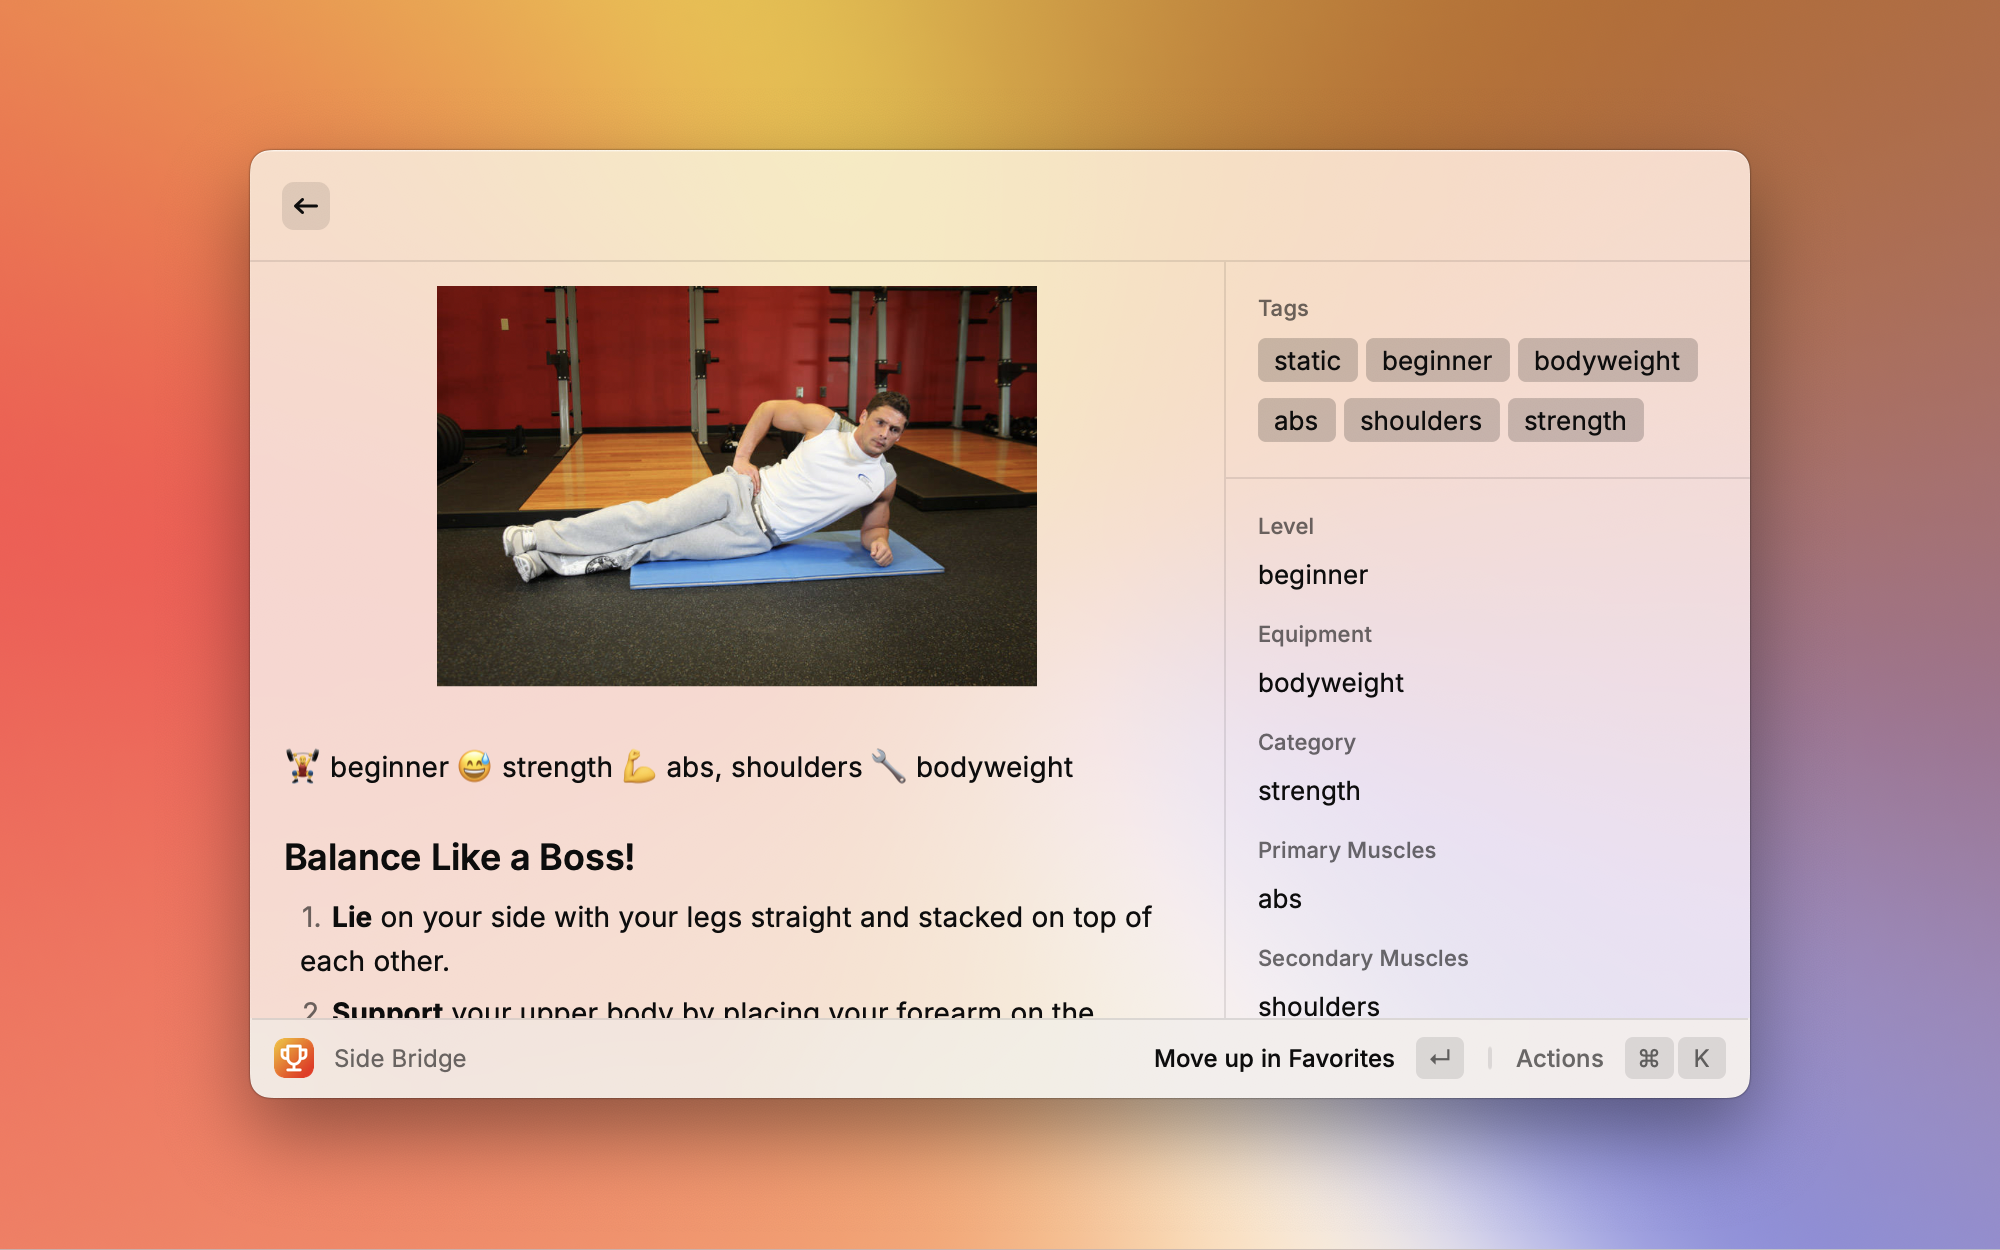 Tags
static beginner bodyweight
abs shoulders strength
Level
beginner
Equipment
bodyweight
Category
strength
Primary Muscles
abs
Secondary Muscles
shoulders
🏋️ beginner 😅 strength 💪 abs, shoulders 🔧 bodyweight
Balance Like a Boss!
1. Lie on your side with your legs straight and stacked on top of
each other.
2. Support your upper body by placing your forearm on the
Side Bridge
Move up in Favorites ↵ Actions ⌘ K